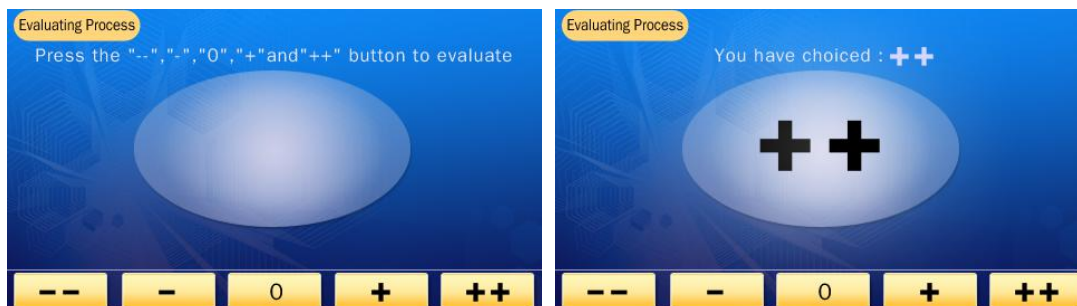 Evaluating Process
Press the "--","-","0","+"and"++" button to evaluate
-- - 0 + ++
Evaluating Process
You have choiced : ++
++
-- - 0 + ++